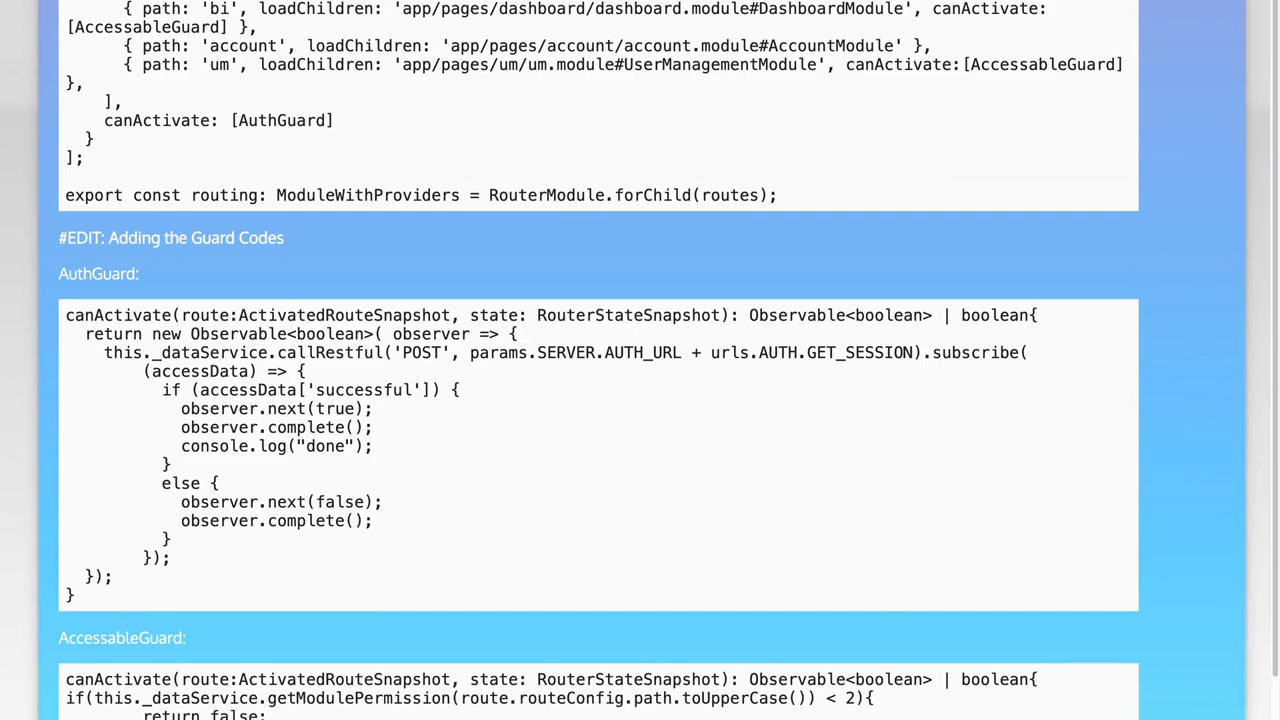 { path: 'bi', loadChildren: 'app/pages/dashboard/dashboard.module#DashboardModule', canActivate:
[AccessableGuard] },
{ path: 'account', loadChildren: 'app/pages/account/account.module#AccountModule' },
{ path: 'um', loadChildren: 'app/pages/um/um.module#UserManagementModule', canActivate:[AccessableGuard]
},
],
canActivate: [AuthGuard]
}
];
export const routing: ModuleWithProviders = RouterModule.forChild(routes);
#EDIT: Adding the Guard Codes
AuthGuard:
canActivate(route:ActivatedRouteSnapshot, state: RouterStateSnapshot): Observable<boolean> | boolean{
return new Observable<boolean>( observer => {
this._dataService.callRestful('POST', params.SERVER.AUTH_URL + urls.AUTH.GET_SESSION).subscribe(
(accessData) => {
if (accessData['successful']) {
observer.next(true);
observer.complete();
console.log("done");
}
else {
observer.next(false);
observer.complete();
}
});
});
}
AccessableGuard:
canActivate(route:ActivatedRouteSnapshot, state: RouterStateSnapshot): Observable<boolean> | boolean{
if(this._dataService.getModulePermission(route.routeConfig.path.toUpperCase()) < 2){
return false;